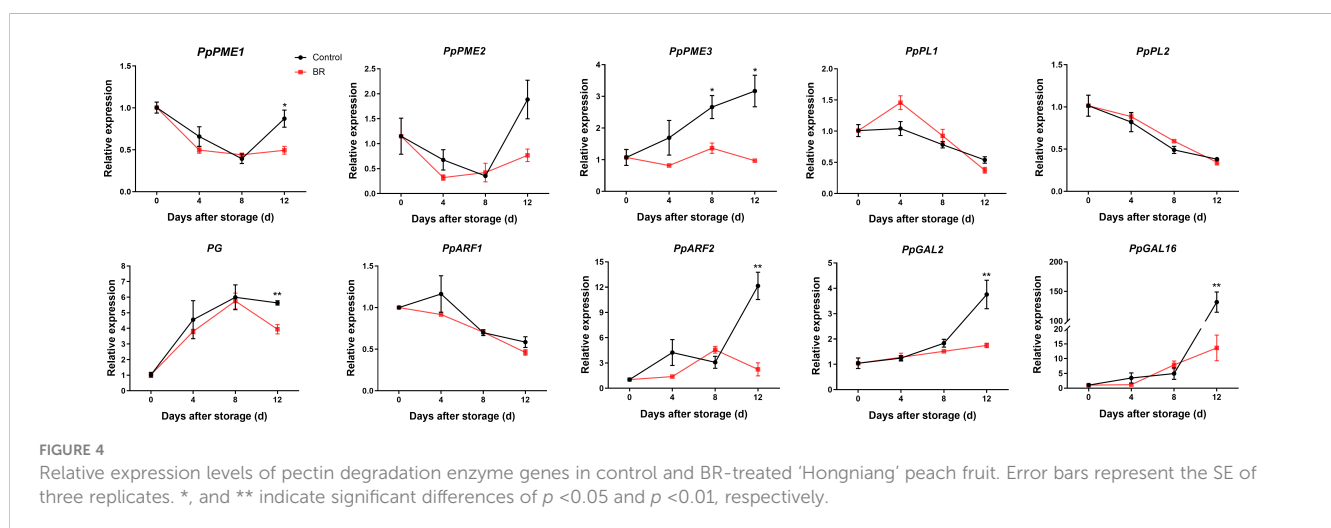 PpPME1
Control
BR
PpPME2
PpPME3
PpPL1
PpPL2
Relative expression
1.5
1.0
0.5
0.0
*
0 4 8 12
Days after storage (d)
Relative expression
2.5
2.0
1.5
1.0
0.5
0.0
0 4 8 12
Days after storage (d)
Relative expression
4
3
2
1
0
* *
0 4 8 12
Days after storage (d)
Relative expression
2.0
1.5
1.0
0.5
0.0
0 4 8 12
Days after storage (d)
Relative expression
1.5
1.0
0.5
0.0
0 4 8 12
Days after storage (d)
PG
PpARF1
PpARF2
PpGAL2
PpGAL16
Relative expression
8
7
6
5
4
3
2
1
0
**
0 4 8 12
Days after storage (d)
Relative expression
1.5
1.0
0.5
0.0
0 4 8 12
Days after storage (d)
Relative expression
15
12
9
6
3
0
**
0 4 8 12
Days after storage (d)
Relative expression
5
4
3
2
1
0
**
0 4 8 12
Days after storage (d)
Relative expression
200
150
100
20
15
10
5
0
**
0 4 8 12
Days after storage (d)
FIGURE 4
Relative expression levels of pectin degradation enzyme genes in control and BR-treated ‘Hongniang’ peach fruit. Error bars represent the SE of
three replicates. *, and ** indicate significant differences of p <0.05 and p <0.01, respectively.